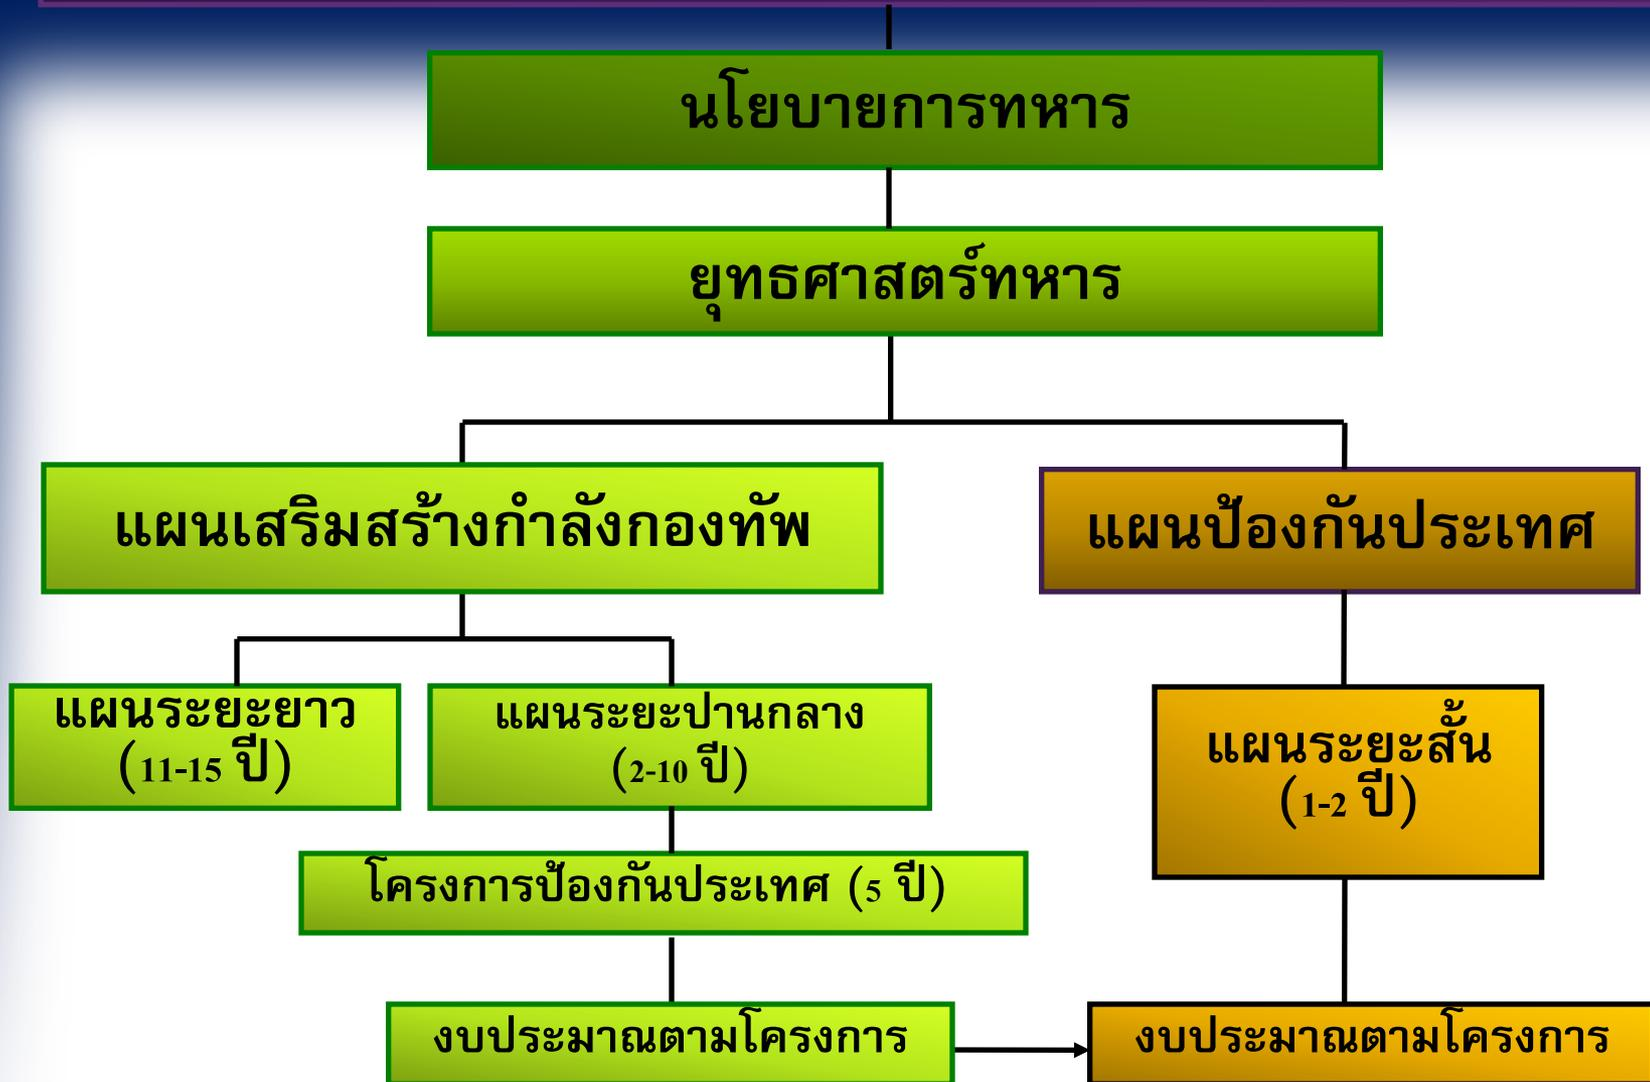 นโยบายการทหาร
ยุทธศาสตร์ทหาร
แผนเสริมสร้างกำลังกองทัพ
แผนป้องกันประเทศ
แผนระยะยาว
(11-15 ปี)
แผนระยะปานกลาง
(2-10 ปี)
แผนระยะสั้น
(1-2 ปี)
โครงการป้องกันประเทศ (5 ปี)
งบประมาณตามโครงการ
งบประมาณตามโครงการ